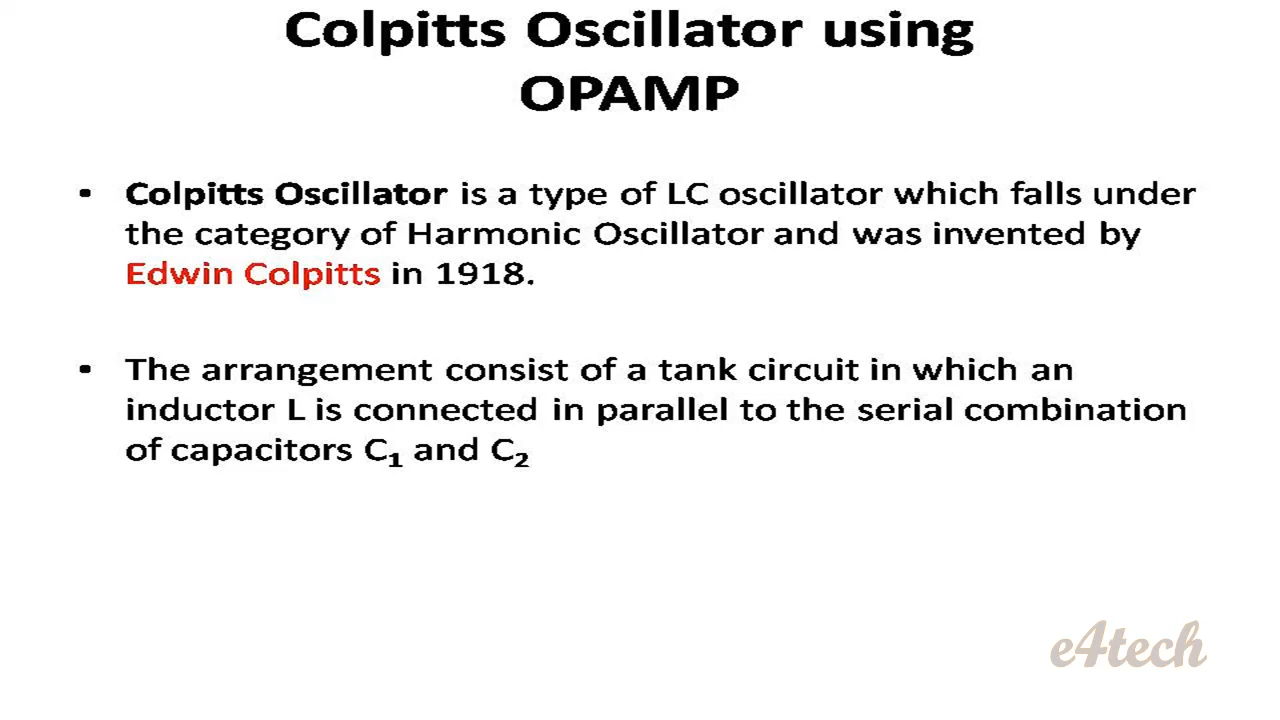 Colpitts Oscillator using
OPAMP
• Colpitts Oscillator is a type of LC oscillator which falls under
the category of Harmonic Oscillator and was invented by
Edwin Colpitts in 1918.
• The arrangement consist of a tank circuit in which an
inductor L is connected in parallel to the serial combination
of capacitors C₁ and C₂
e4tech